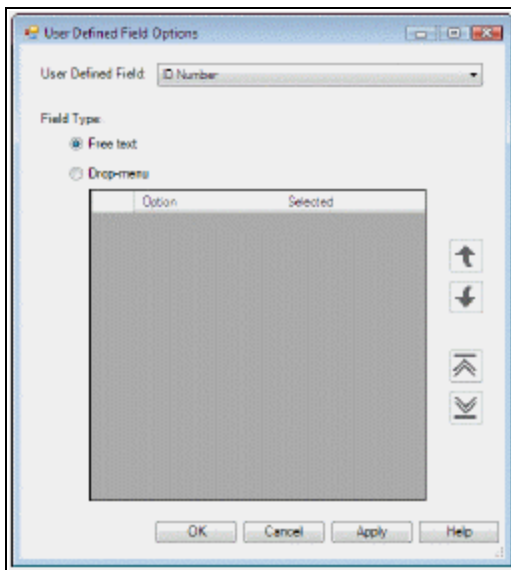 User Defined Field Options
User Defined Field: ID Number
Field Type:
Free text
Drop-menu
Option Selected
OK Cancel Apply Help